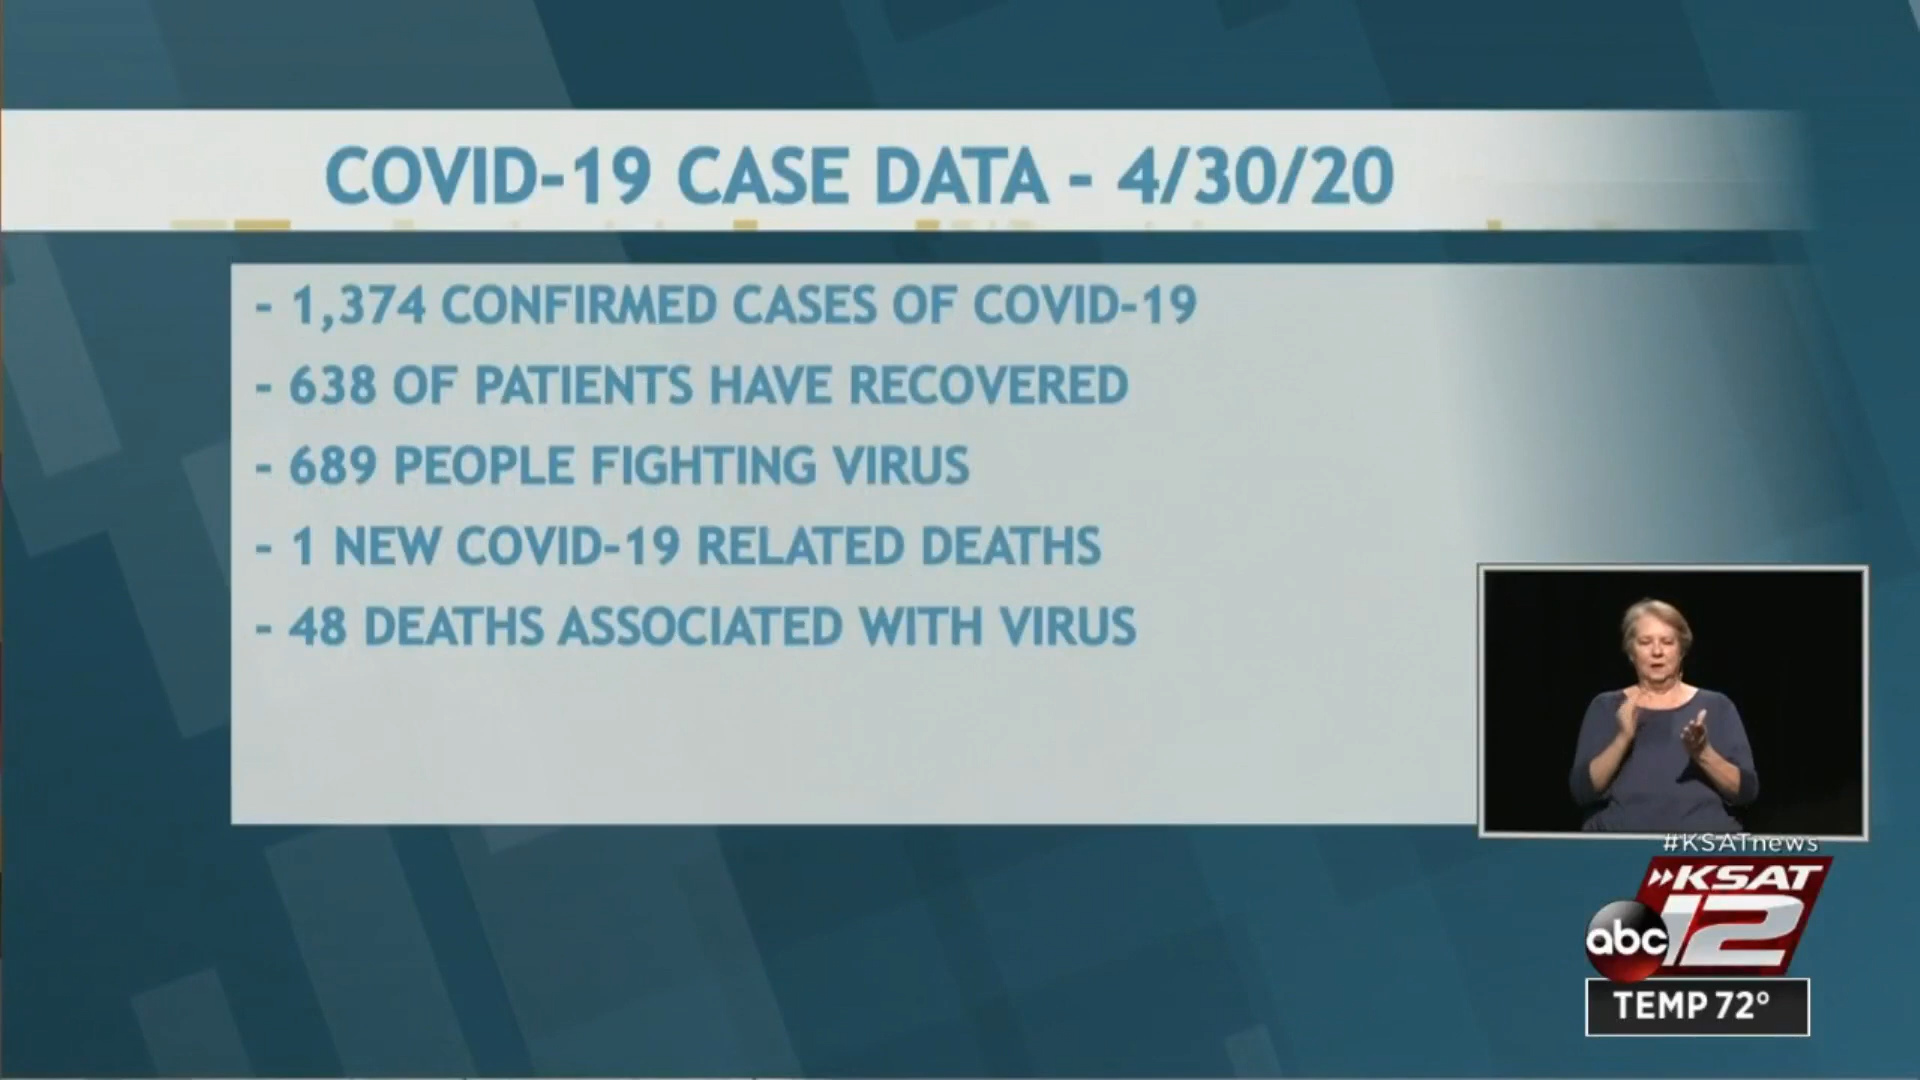 COVID-19 CASE DATA - 4/30/20
- 1,374 CONFIRMED CASES OF COVID-19
- 638 OF PATIENTS HAVE RECOVERED
- 689 PEOPLE FIGHTING VIRUS
- 1 NEW COVID-19 RELATED DEATHS
- 48 DEATHS ASSOCIATED WITH VIRUS
#KSATnews
KSAT
abc 12
TEMP 72°